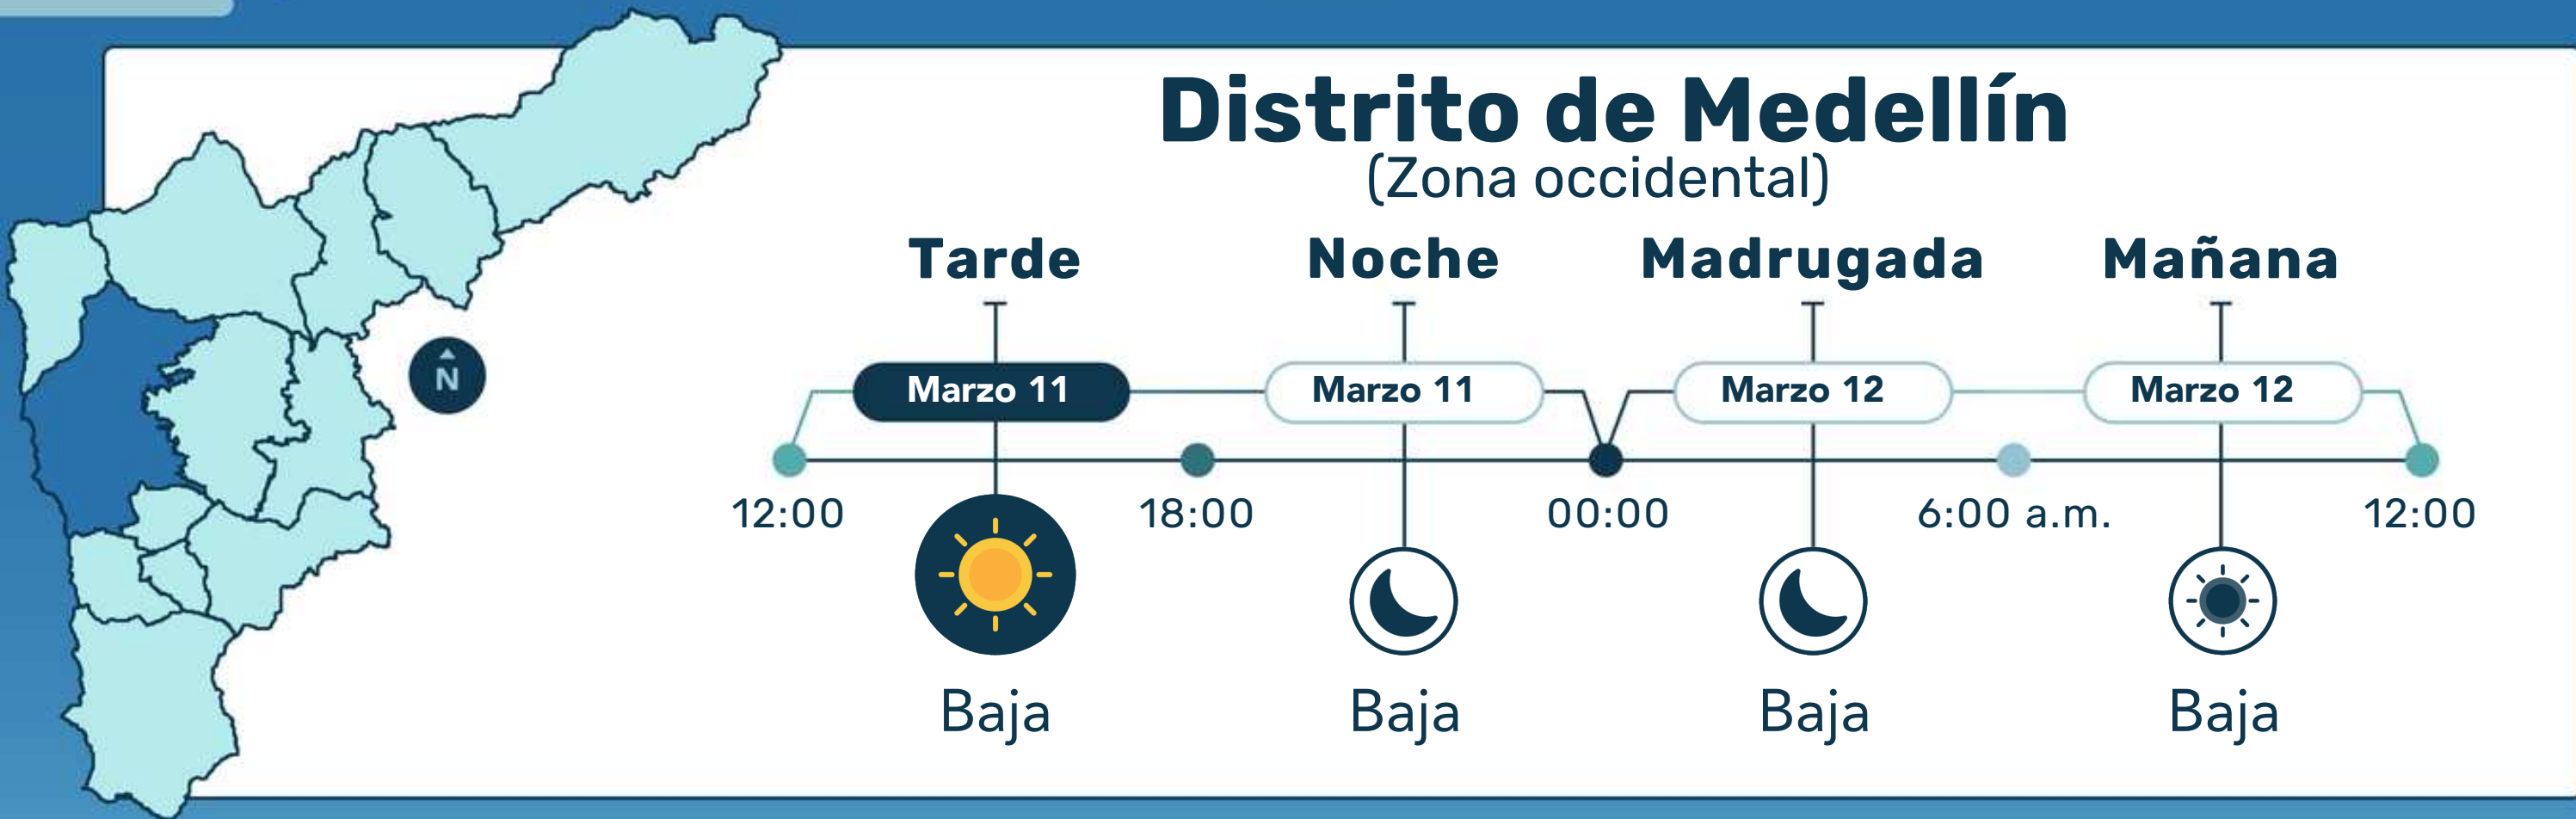 Distrito de Medellín
(Zona occidental)
Tarde Noche Madrugada Mañana
Marzo 11 Marzo 11 Marzo 12 Marzo 12
N
12:00 18:00 00:00 6:00 a.m. 12:00
Baja Baja Baja Baja